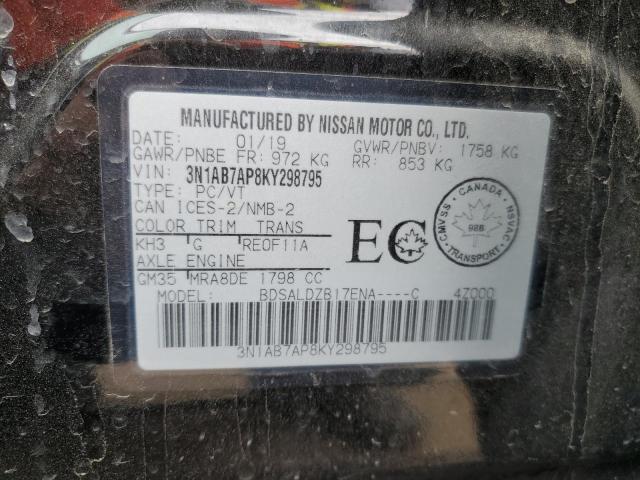 MANUFACTURED BY NISSAN MOTOR CO., LTD.
DATE: 01/19 GVWR/PNBV: 1758 KG
GAWR/PNBE FR: 972 KG RR: 853 KG
VIN: 3N1AB7AP8KY298795
TYPE: PC/VT
CAN ICES-2/NMB-2
COLOR TRIM TRANS
KH3 G RE0F11A
AXLE ENGINE
GM35 MRA8DE 1798 CC
EC
CMVSS CANADA NSVAC
988
TRANSPORT
MODEL: BDSALDZB17ENA----C 4Z000
3N1AB7AP8KY298795